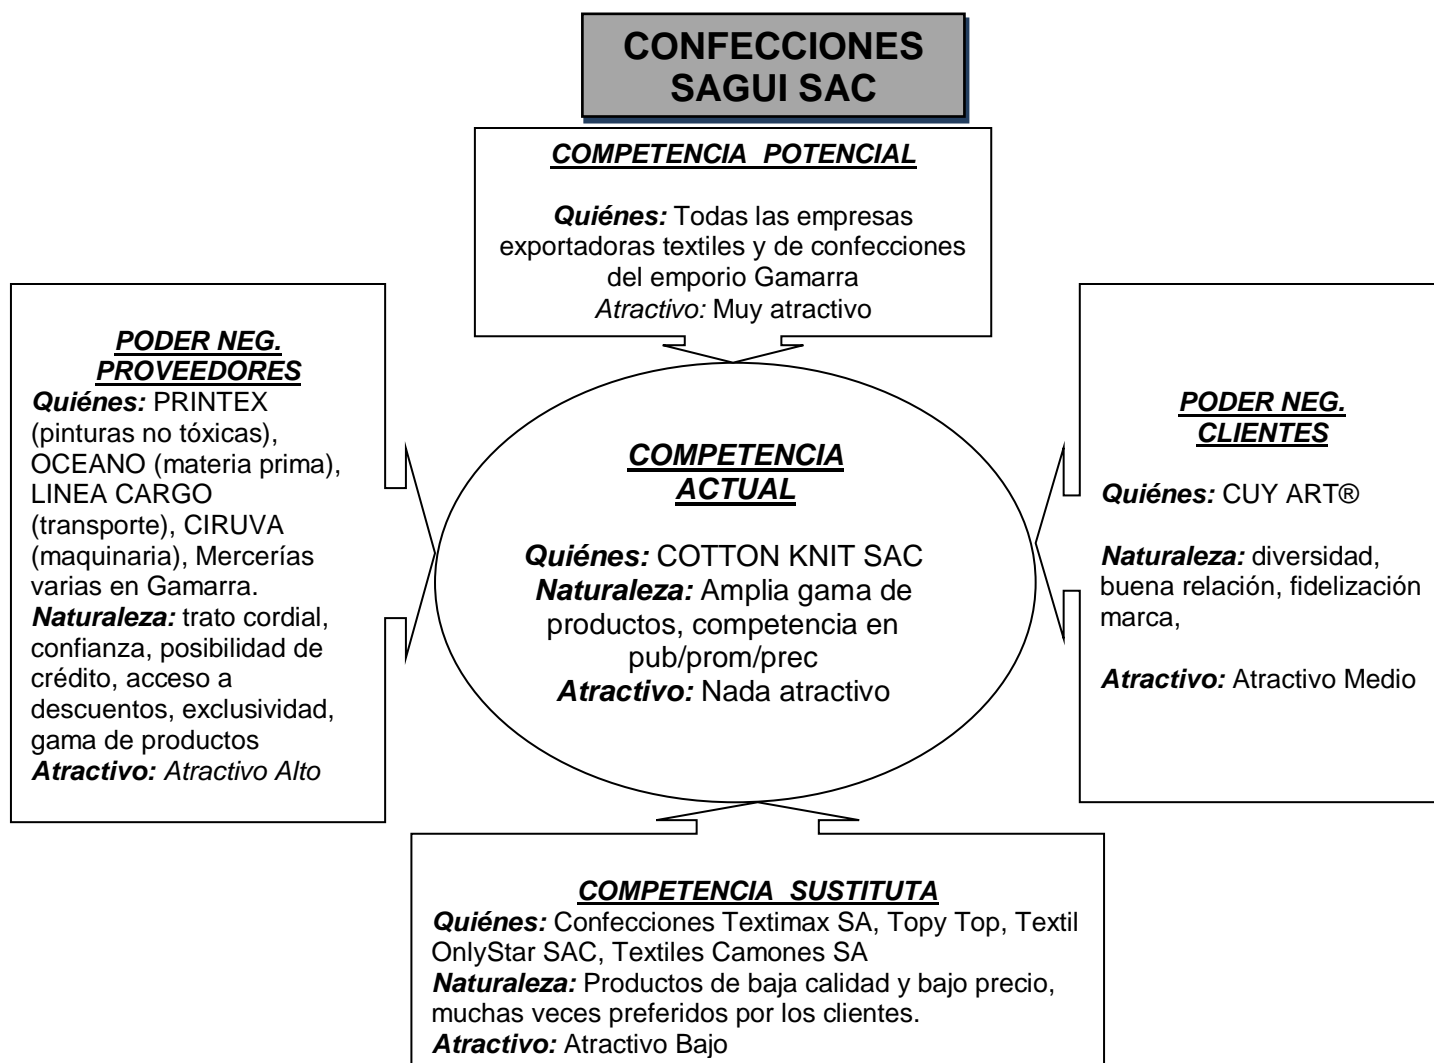 CONFECCIONES
SAGUI SAC
COMPETENCIA POTENCIAL
Quiénes: Todas las empresas
exportadoras textiles y de confecciones
del emporio Gamarra
Atractivo: Muy atractivo
PODER NEG.
PROVEEDORES
Quiénes: PRINTEX
(pinturas no tóxicas),
OCEANO (materia prima),
LINEA CARGO
(transporte), CIRUVA
(maquinaria), Mercerías
varias en Gamarra.
Naturaleza: trato cordial,
confianza, posibilidad de
crédito, acceso a
descuentos, exclusividad,
gama de productos
Atractivo: Atractivo Alto
COMPETENCIA
ACTUAL
Quiénes: COTTON KNIT SAC
Naturaleza: Amplia gama de
productos, competencia en
pub/prom/prec
Atractivo: Nada atractivo
PODER NEG.
CLIENTES
Quiénes: CUY ART®
Naturaleza: diversidad,
buena relación, fidelización
marca,
Atractivo: Atractivo Medio
COMPETENCIA SUSTITUTA
Quiénes: Confecciones Textimax SA, Topy Top, Textil
OnlyStar SAC, Textiles Camones SA
Naturaleza: Productos de baja calidad y bajo precio,
muchas veces preferidos por los clientes.
Atractivo: Atractivo Bajo